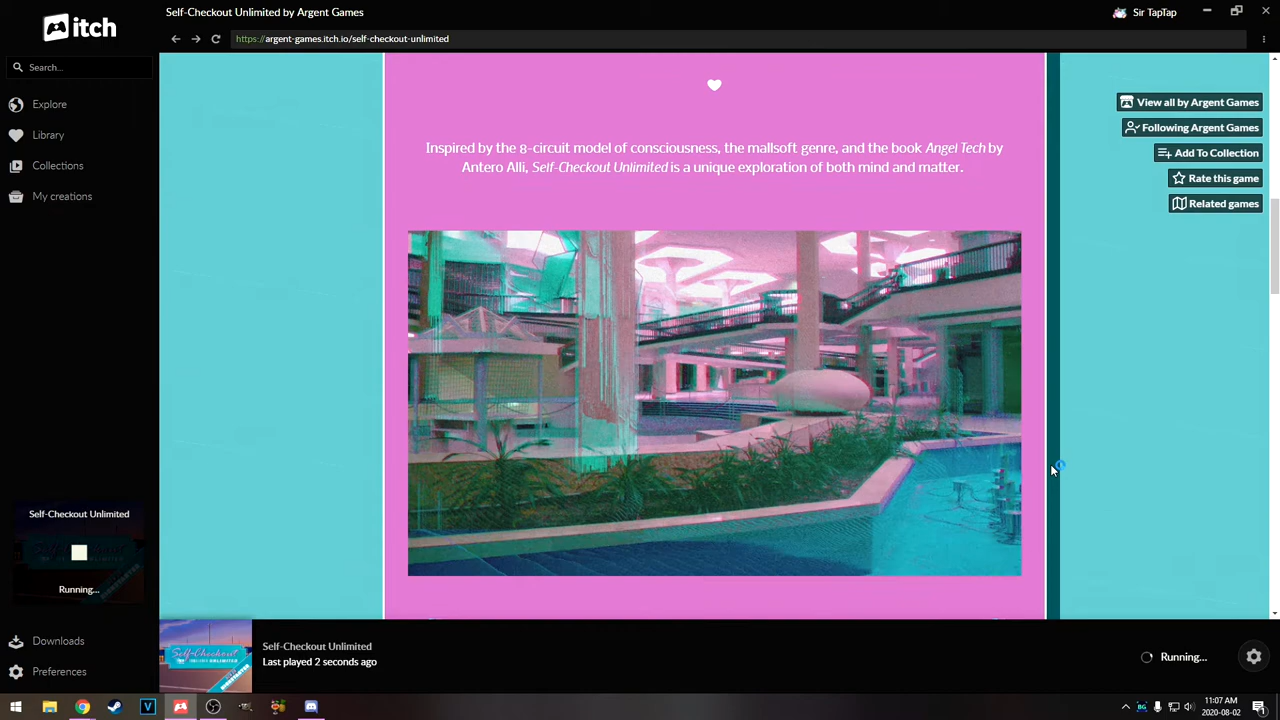 itch
Self-Checkout Unlimited by Argent Games
Sir TapTap
https://argent-games.itch.io/self-checkout-unlimited
Search...
Explore
Library
Collections
My creations
View all by Argent Games
Following Argent Games
Add To Collection
Rate this game
Related games
Inspired by the 8-circuit model of consciousness, the mallsoft genre, and the book Angel Tech by
Antero Alli, Self-Checkout Unlimited is a unique exploration of both mind and matter.
Self-Checkout Unlimited
Running...
Downloads
Preferences
Self-Checkout
UNLIMITED
Self-Checkout Unlimited
Last played 2 seconds ago
Running...
11:07 AM
2020-08-02